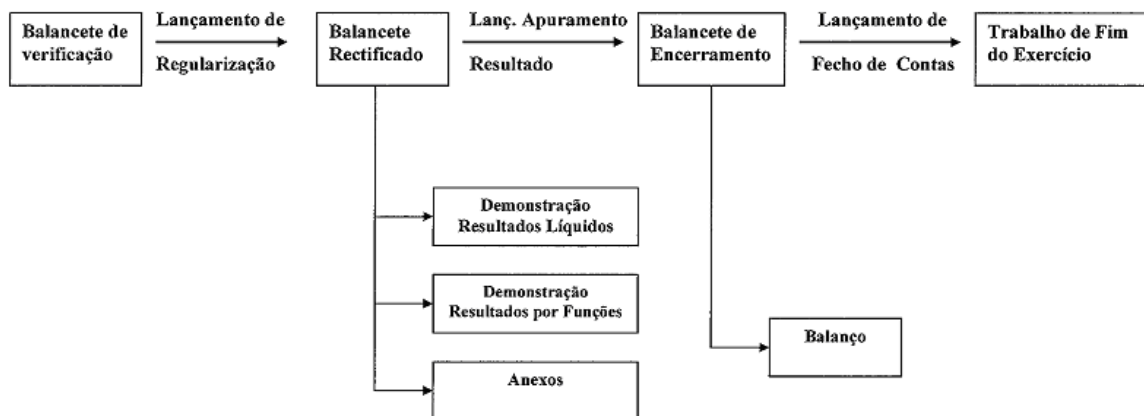 Balancete de
verificação
Lançamento de
Regularização
Balancete
Rectificado
Lanç. Apuramento
Resultado
Balancete de
Encerramento
Lançamento de
Fecho de Contas
Trabalho de Fim
do Exercício
Demonstração
Resultados Líquidos
Demonstração
Resultados por Funções
Balanço
Anexos